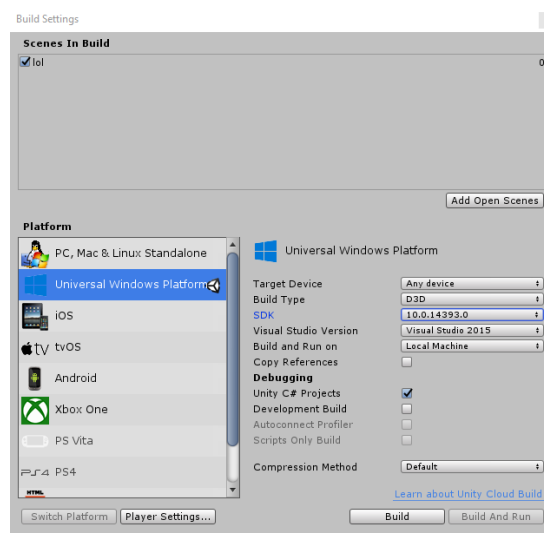 Build Settings
Scenes In Build
lol 0
Add Open Scenes
Platform
PC, Mac & Linux Standalone
Universal Windows Platform
iOS
tv tvOS
Android
Xbox One
PS Vita
PS4 PS4
HTML
Switch Platform Player Settings...
Universal Windows Platform
Target Device Any device
Build Type D3D
SDK 10.0.14393.0
Visual Studio Version Visual Studio 2015
Build and Run on Local Machine
Copy References
Debugging
Unity C# Projects
Development Build
Autoconnect Profiler
Scripts Only Build
Compression Method Default
Learn about Unity Cloud Build
Build Build And Run